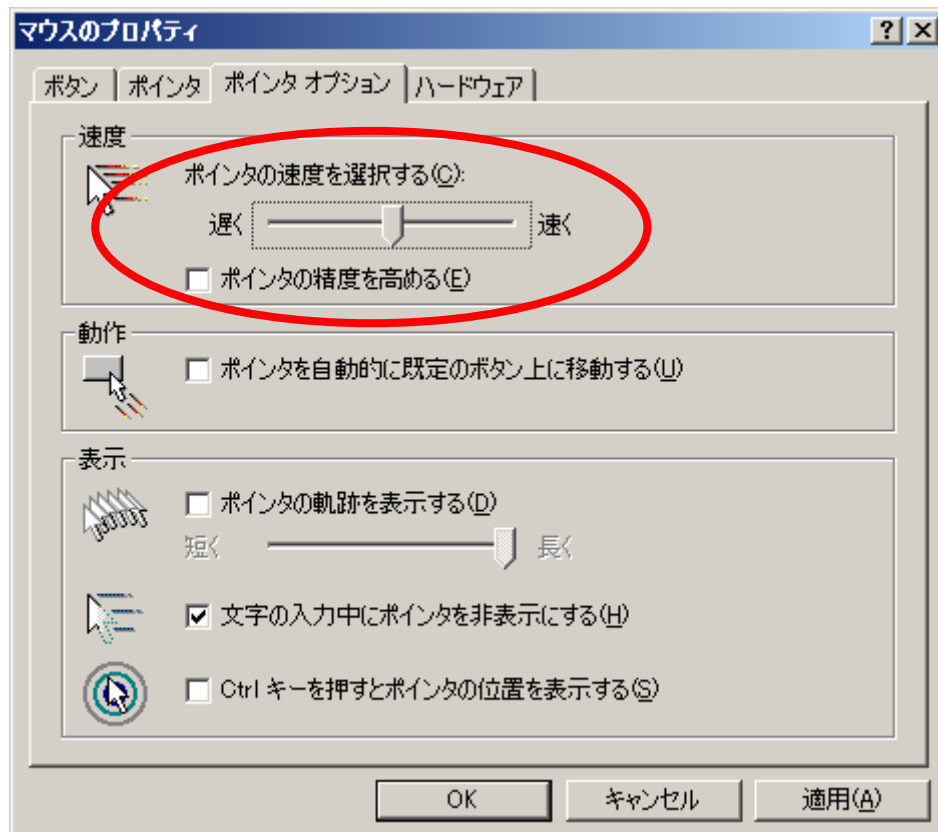 マウスのプロパティ
ボタン ポインタ ポインタ オプション ハードウェア
速度
ポインタの速度を選択する(C):
遅く 速く
ポインタの精度を高める(E)
動作
ポインタを自動的に既定のボタン上に移動する(U)
表示
ポインタの軌跡を表示する(D)
短く 長く
文字の入力中にポインタを非表示にする(H)
Ctrl キーを押すとポインタの位置を表示する(S)
OK キャンセル 適用(A)